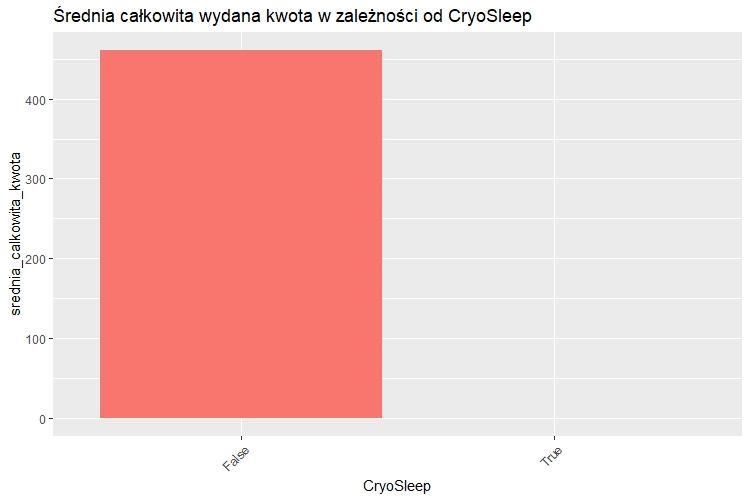 Średnia całkowita wydana kwota w zależności od CryoSleep
srednia_calkowita_kwota
400
300
200
100
0
False
True
CryoSleep